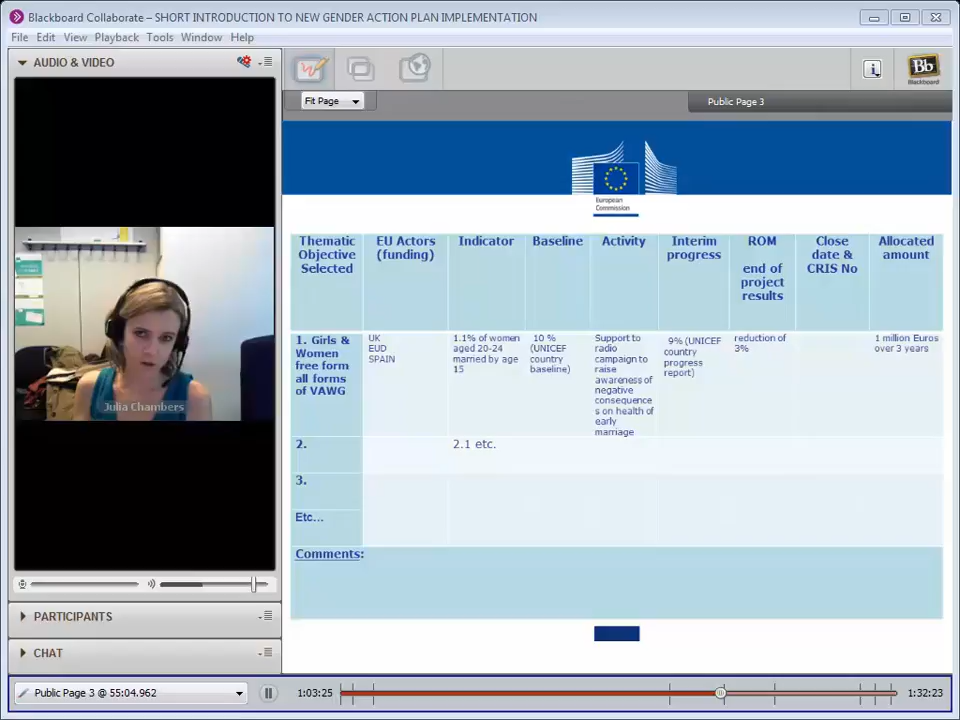 Blackboard Collaborate – SHORT INTRODUCTION TO NEW GENDER ACTION PLAN IMPLEMENTATION
File Edit View Playback Tools Window Help
AUDIO & VIDEO
Julia Chambers
PARTICIPANTS
CHAT
Fit Page
Public Page 3
i
Bb
Blackboard
European
Commission
Thematic
Objective
Selected
EU Actors
(funding)
Indicator
Baseline
Activity
Interim
progress
ROM
end of
project
results
Close
date &
CRIS No
Allocated
amount
1. Girls &
Women
free form
all forms
of VAWG
UK
EUD
SPAIN
1.1% of women
aged 20-24
married by age
15
10 %
(UNICEF
country
baseline)
Support to
radio
campaign to
raise
awareness of
negative
consequence
s on health of
early
marriage
9% (UNICEF
country
progress
report)
reduction of
3%
1 million Euros
over 3 years
2.
2.1 etc.
3.
Etc...
Comments:
Public Page 3 @ 55:04.962
1:03:25
1:32:23